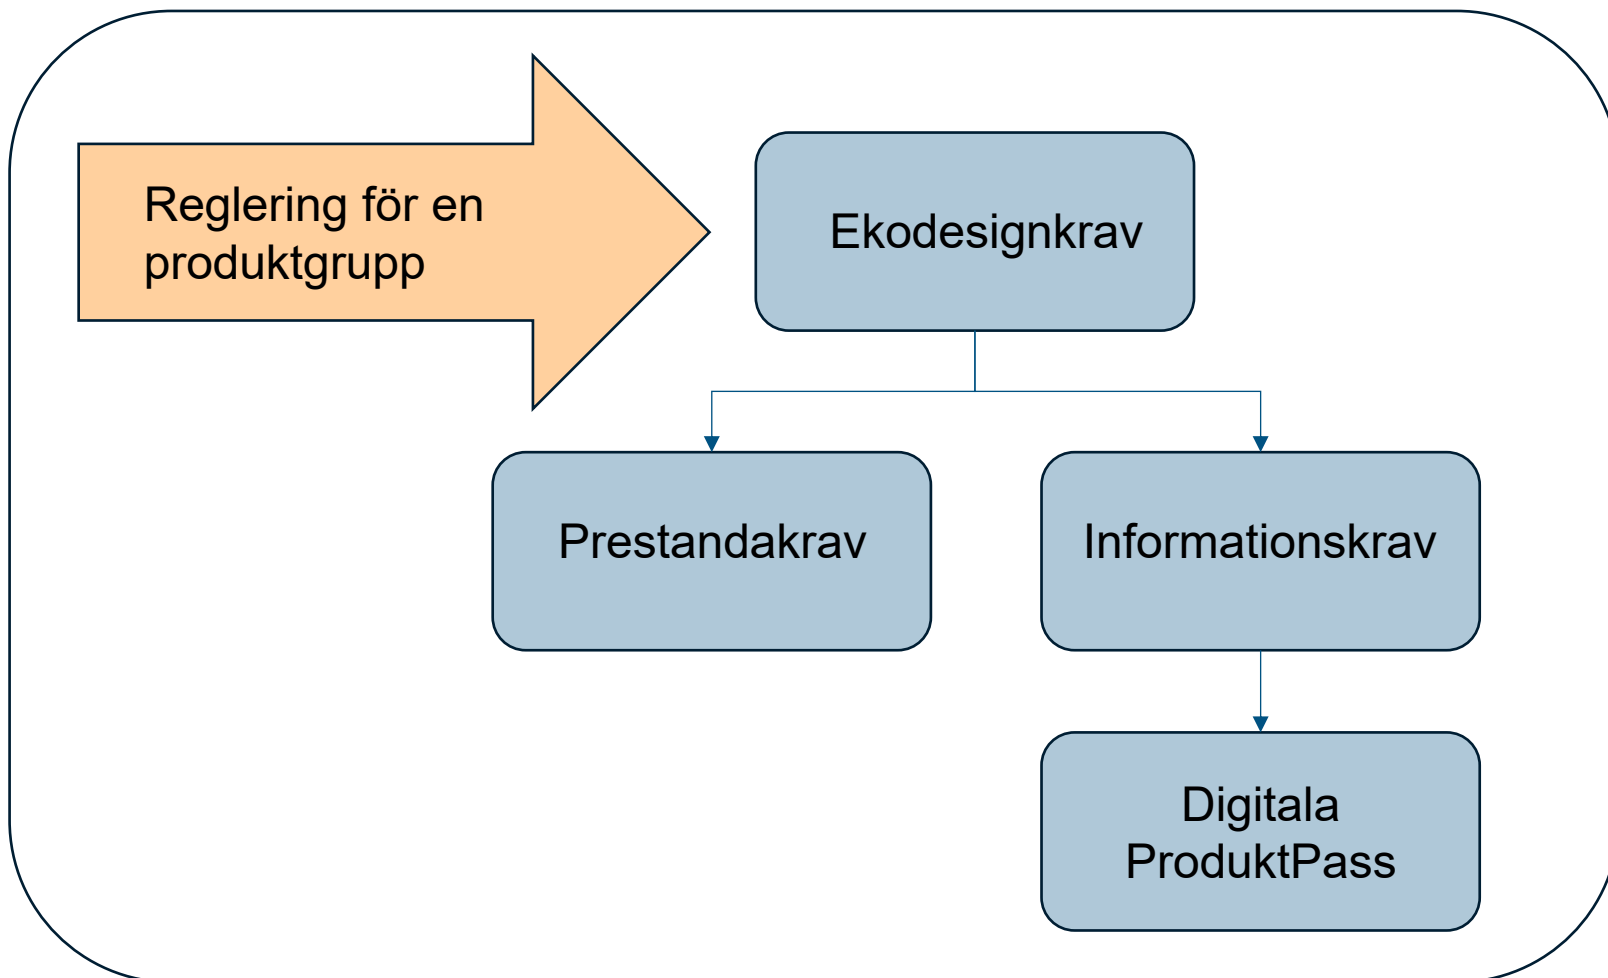 Reglering för en
produktgrupp
Ekodesignkrav
Prestandakrav
Informationskrav
Digitala
ProduktPass